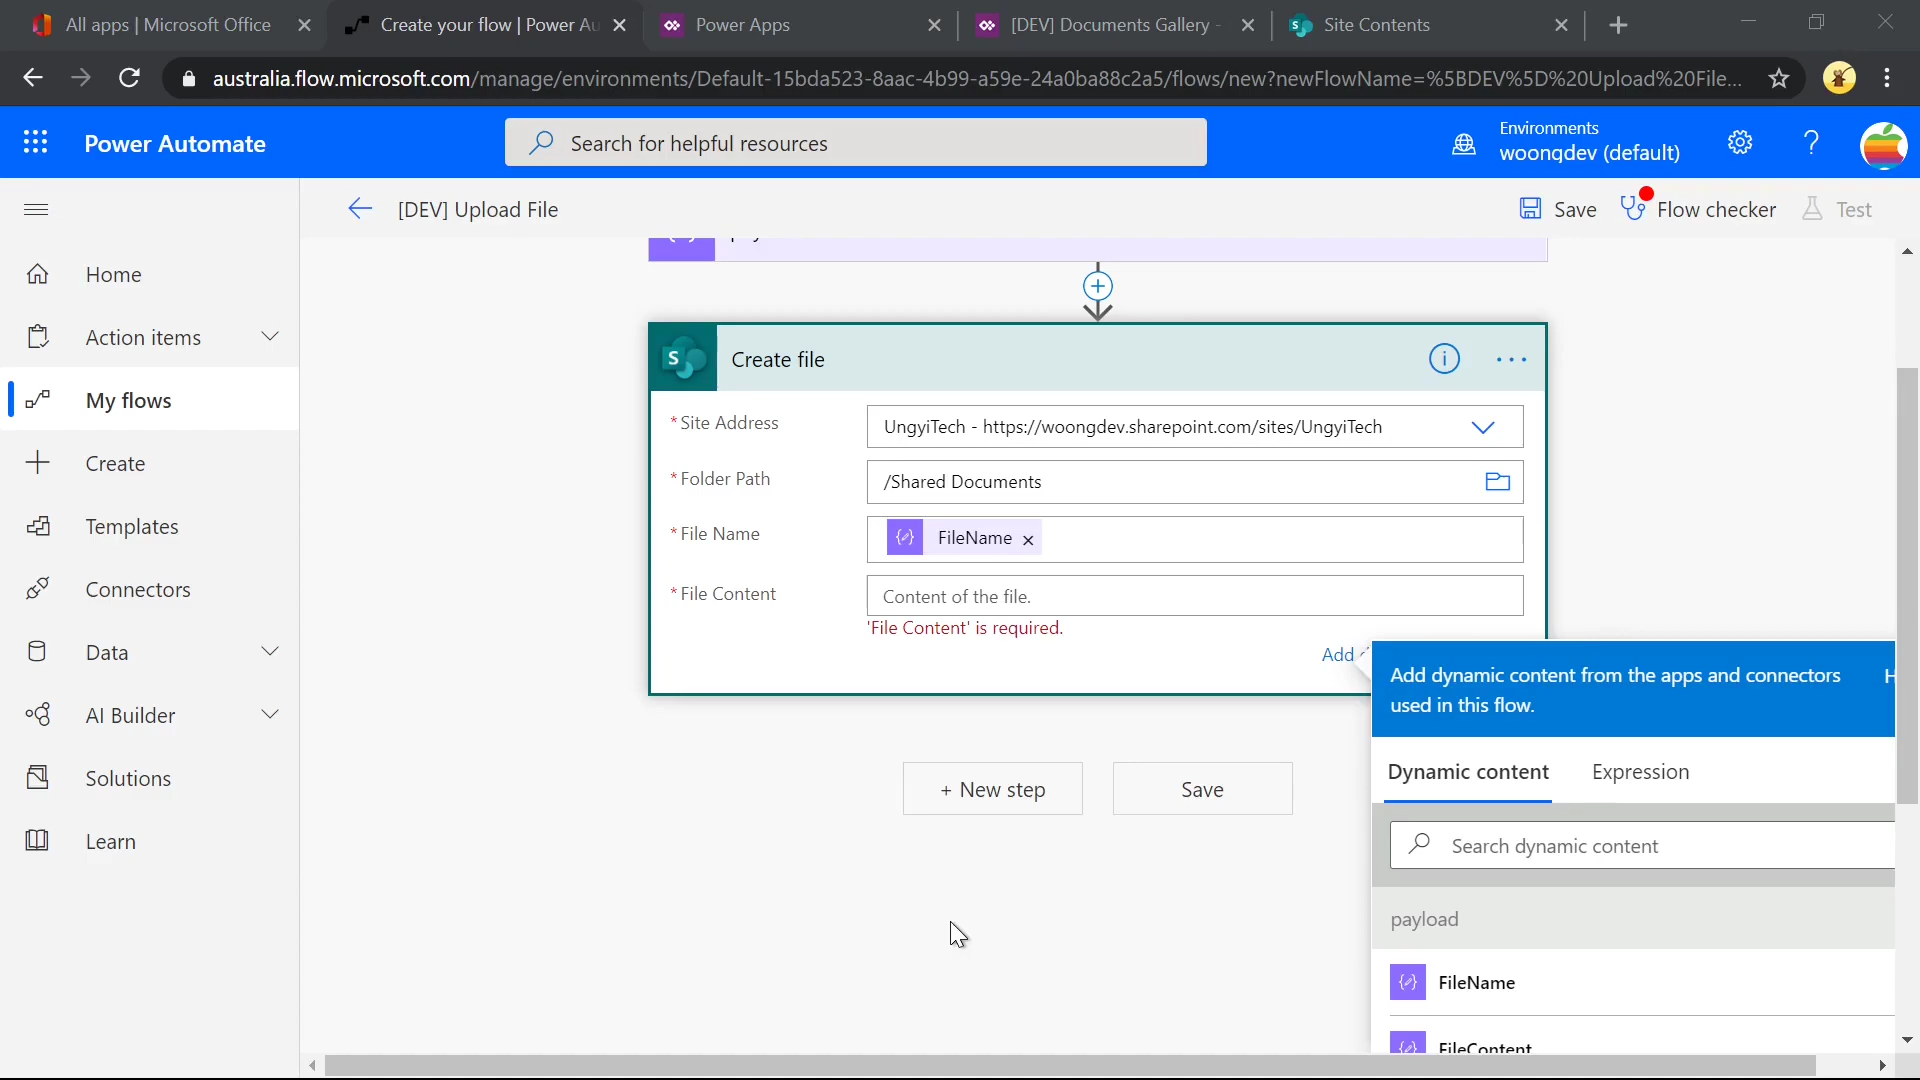 All apps | Microsoft Office
Create your flow | Power Au
Power Apps
[DEV] Documents Gallery -
Site Contents
australia.flow.microsoft.com/manage/environments/Default-15bda523-8aac-4b99-a59e-24a0ba88c2a5/flows/new?newFlowName=%5BDEV%5D%20Upload%20File...
Power Automate
Search for helpful resources
Environments
woongdev (default)
[DEV] Upload File
Save
Flow checker
Test
Home
Action items
My flows
Create
Templates
Connectors
Data
AI Builder
Solutions
Learn
Create file
* Site Address
UngyiTech - https://woongdev.sharepoint.com/sites/UngyiTech
* Folder Path
/Shared Documents
* File Name
FileName
* File Content
Content of the file.
'File Content' is required.
Add
+ New step
Save
Add dynamic content from the apps and connectors
used in this flow.
Dynamic content
Expression
Search dynamic content
payload
FileName
FileContent